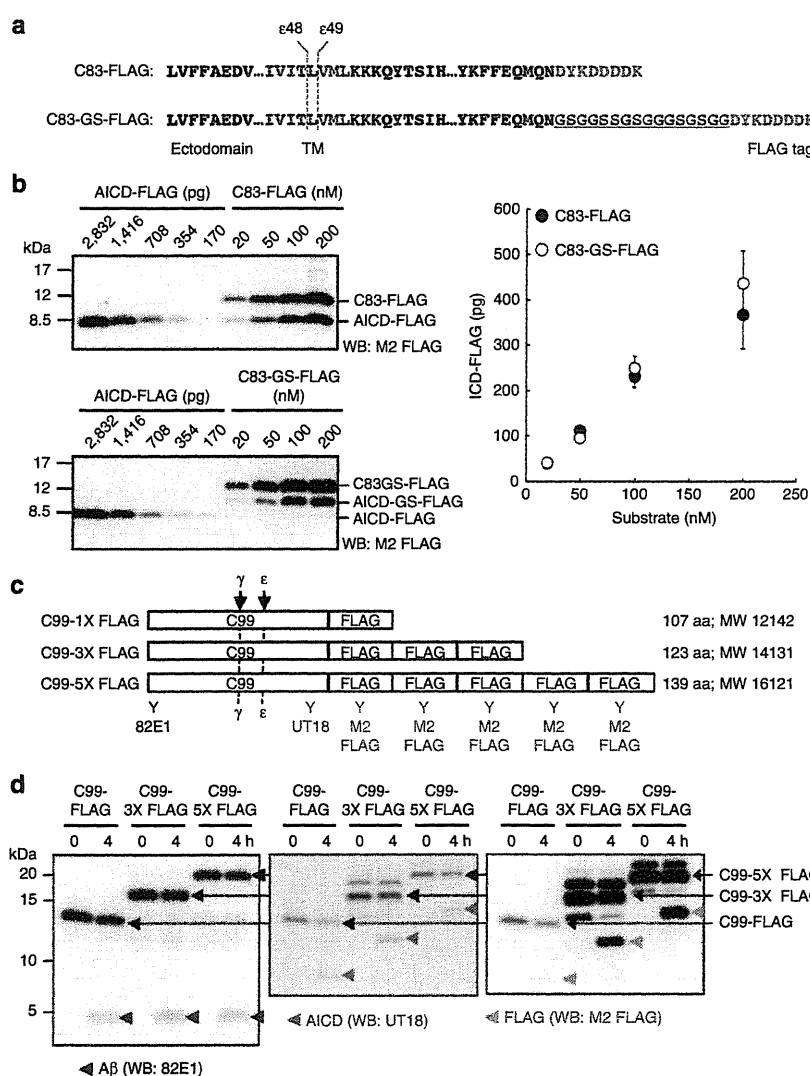 a
ε48 ε49
C83-FLAG: LVFFAEDV...IVITLVMLKKKQYTSIH...YKFFEQMQNDYKDDDDK
C83-GS-FLAG: LVFFAEDV...IVITLVMLKKKQYTSIH...YKFFEQMQNGSGGSSGSGGGSGSGGDYKDDDDK
Ectodomain TM FLAG tag
b
AICD-FLAG (pg) C83-FLAG (nM)
2,832 1,416 708 354 170 20 50 100 200
kDa
17
12
8.5
C83-FLAG
AICD-FLAG
WB: M2 FLAG
AICD-FLAG (pg) C83-GS-FLAG (nM)
2,832 1,416 708 354 170 20 50 100 200
17
12
8.5
C83GS-FLAG
AICD-GS-FLAG
AICD-FLAG
WB: M2 FLAG
ICD-FLAG (pg)
600
500
400
300
200
100
0
C83-FLAG
C83-GS-FLAG
0 50 100 150 200 250
Substrate (nM)
c
γ ε
C99-1X FLAG C99 FLAG 107 aa; MW 12142
C99-3X FLAG C99 FLAG FLAG FLAG 123 aa; MW 14131
C99-5X FLAG C99 FLAG FLAG FLAG FLAG FLAG 139 aa; MW 16121
Y γ ε Y Y Y Y Y Y
82E1 UT18 M2 M2 M2 M2 M2
FLAG FLAG FLAG FLAG FLAG
d
C99- C99- C99- C99- C99- C99- C99- C99- C99-
FLAG 3X FLAG 5X FLAG FLAG 3X FLAG 5X FLAG FLAG 3X FLAG 5X FLAG
0 4 0 4 0 4 h 0 4 0 4 0 4 h 0 4 0 4 0 4 h
kDa
20
15
10
5
C99-5X FLAG
C99-3X FLAG
C99-FLAG
AICD (WB: UT18)
FLAG (WB: M2 FLAG)
Aβ (WB: 82E1)